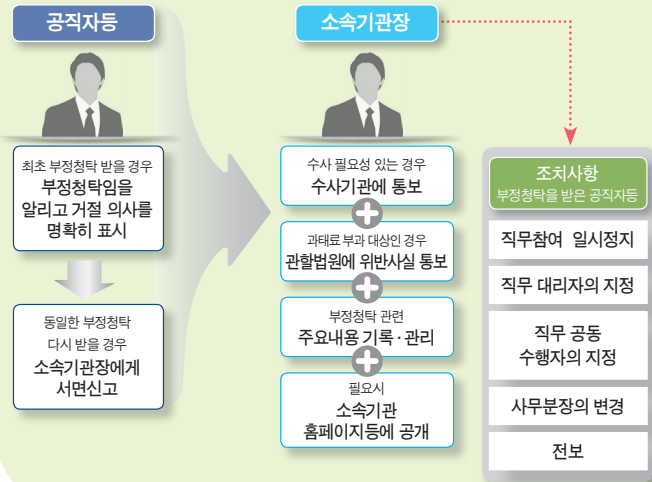 공직자등
최초 부정청탁 받을 경우
부정청탁임을
알리고 거절 의사를
명확히 표시
동일한 부정청탁
다시 받을 경우
소속기관장에게
서면신고
소속기관장
수사 필요성 있는 경우
수사기관에 통보
과태료 부과 대상인 경우
관할법원에 위반사실 통보
부정청탁 관련
주요내용 기록·관리
필요시
소속기관
홈페이지등에 공개
조치사항
부정청탁을 받은 공직자등
직무참여 일시정지
직무 대리자의 지정
직무 공동
수행자의 지정
사무분장의 변경
전보